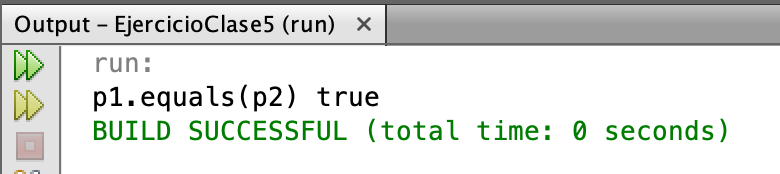 Output – EjercicioClase5 (run) ×
run:
p1.equals(p2) true
BUILD SUCCESSFUL (total time: 0 seconds)